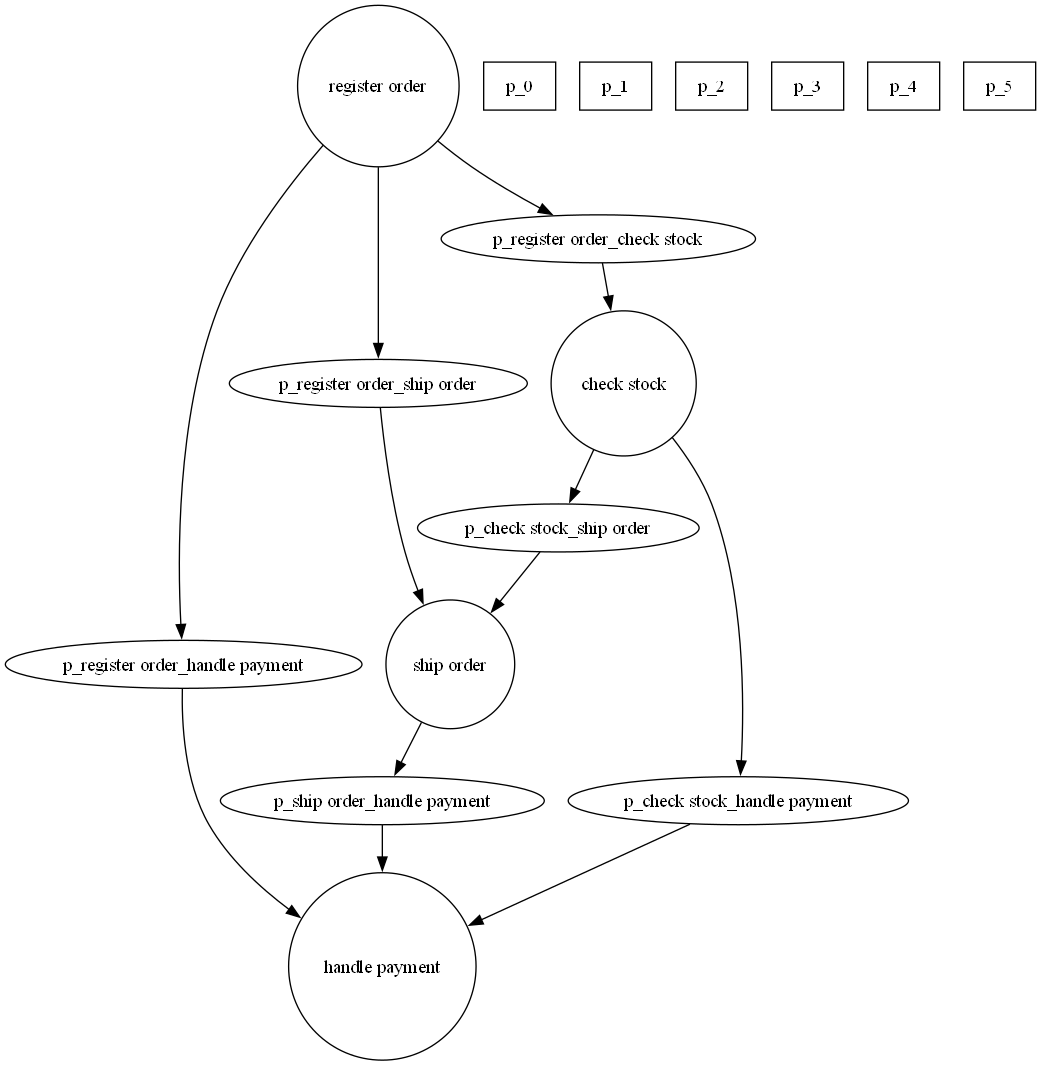 register order
p_0
p_1
p_2
p_3
p_4
p_5
p_register order_check stock
p_register order_ship order
check stock
p_check stock_ship order
p_register order_handle payment
ship order
p_ship order_handle payment
p_check stock_handle payment
handle payment